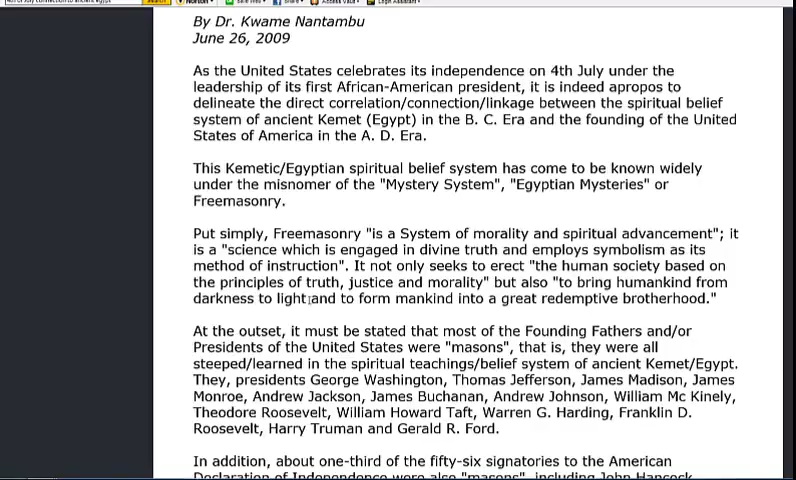 By Dr. Kwame Nantambu
June 26, 2009
As the United States celebrates its independence on 4th July under the
leadership of its first African-American president, it is indeed apropos to
delineate the direct correlation/connection/linkage between the spiritual belief
system of ancient Kemet (Egypt) in the B. C. Era and the founding of the United
States of America in the A. D. Era.
This Kemetic/Egyptian spiritual belief system has come to be known widely
under the misnomer of the "Mystery System", "Egyptian Mysteries" or
Freemasonry.
Put simply, Freemasonry "is a System of morality and spiritual advancement"; it
is a "science which is engaged in divine truth and employs symbolism as its
method of instruction". It not only seeks to erect "the human society based on
the principles of truth, justice and morality" but also "to bring humankind from
darkness to light and to form mankind into a great redemptive brotherhood."
At the outset, it must be stated that most of the Founding Fathers and/or
Presidents of the United States were "masons", that is, they were all
steeped/learned in the spiritual teachings/belief system of ancient Kemet/Egypt.
They, presidents George Washington, Thomas Jefferson, James Madison, James
Monroe, Andrew Jackson, James Buchanan, Andrew Johnson, William Mc Kinely,
Theodore Roosevelt, William Howard Taft, Warren G. Harding, Franklin D.
Roosevelt, Harry Truman and Gerald R. Ford.
In addition, about one-third of the fifty-six signatories to the American
Declaration of Independence were also "masons", including John Hancock